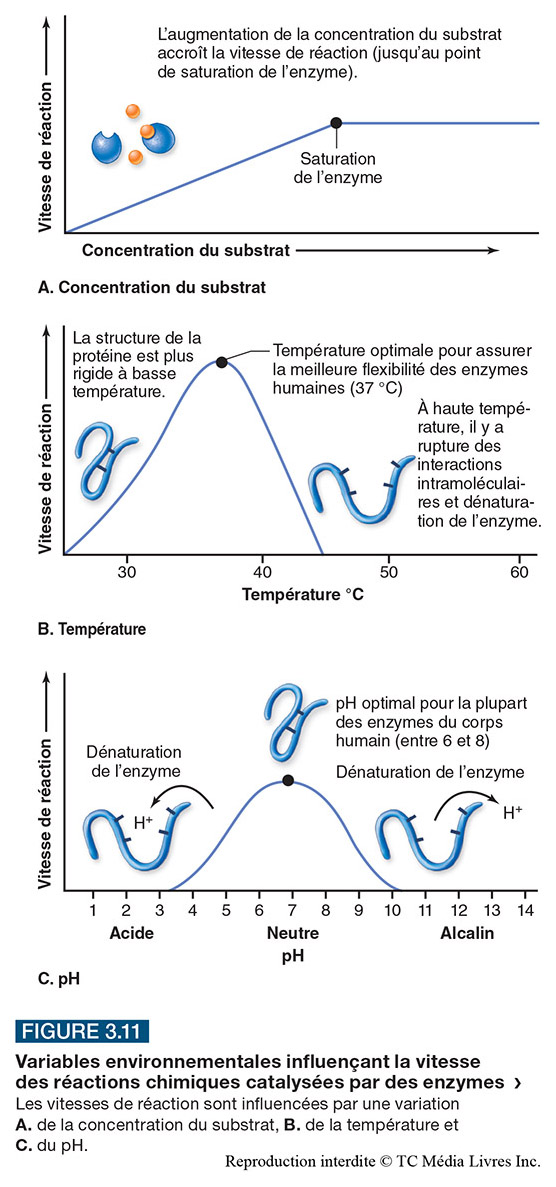 L'augmentation de la concentration du substrat
accroît la vitesse de réaction (jusqu'au point
de saturation de l'enzyme).
Vitesse de réaction
Saturation
de l'enzyme
Concentration du substrat
A. Concentration du substrat
La structure de la
protéine est plus
rigide à basse
température.
Température optimale pour assurer
la meilleure flexibilité des enzymes
humaines (37 °C)
À haute tempé-
rature, il y a
rupture des
interactions
intramoléculai-
res et dénatura-
tion de l'enzyme.
Vitesse de réaction
30 40 50 60
Température °C
B. Température
pH optimal pour la plupart
des enzymes du corps
humain (entre 6 et 8)
Dénaturation
de l'enzyme
Dénaturation de l'enzyme
H+
H+
Vitesse de réaction
1 2 3 4 5 6 7 8 9 10 11 12 13 14
Acide Neutre Alcalin
pH
C. pH
FIGURE 3.11
Variables environnementales influençant la vitesse
des réactions chimiques catalysées par des enzymes ›
Les vitesses de réaction sont influencées par une variation
A. de la concentration du substrat, B. de la température et
C. du pH.
Reproduction interdite © TC Média Livres Inc.